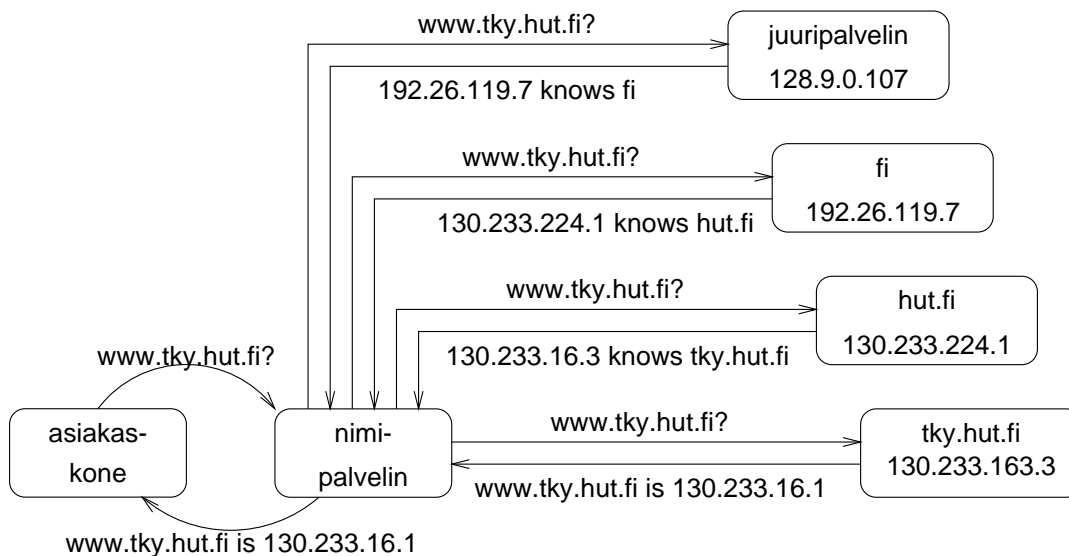 www.tky.hut.fi?
juuripalvelin
128.9.0.107
192.26.119.7 knows fi
www.tky.hut.fi?
fi
192.26.119.7
130.233.224.1 knows hut.fi
www.tky.hut.fi?
hut.fi
130.233.224.1
130.233.16.3 knows tky.hut.fi
www.tky.hut.fi?
asiakas-
kone
nimi-
palvelin
www.tky.hut.fi?
tky.hut.fi
130.233.163.3
www.tky.hut.fi is 130.233.16.1
www.tky.hut.fi is 130.233.16.1